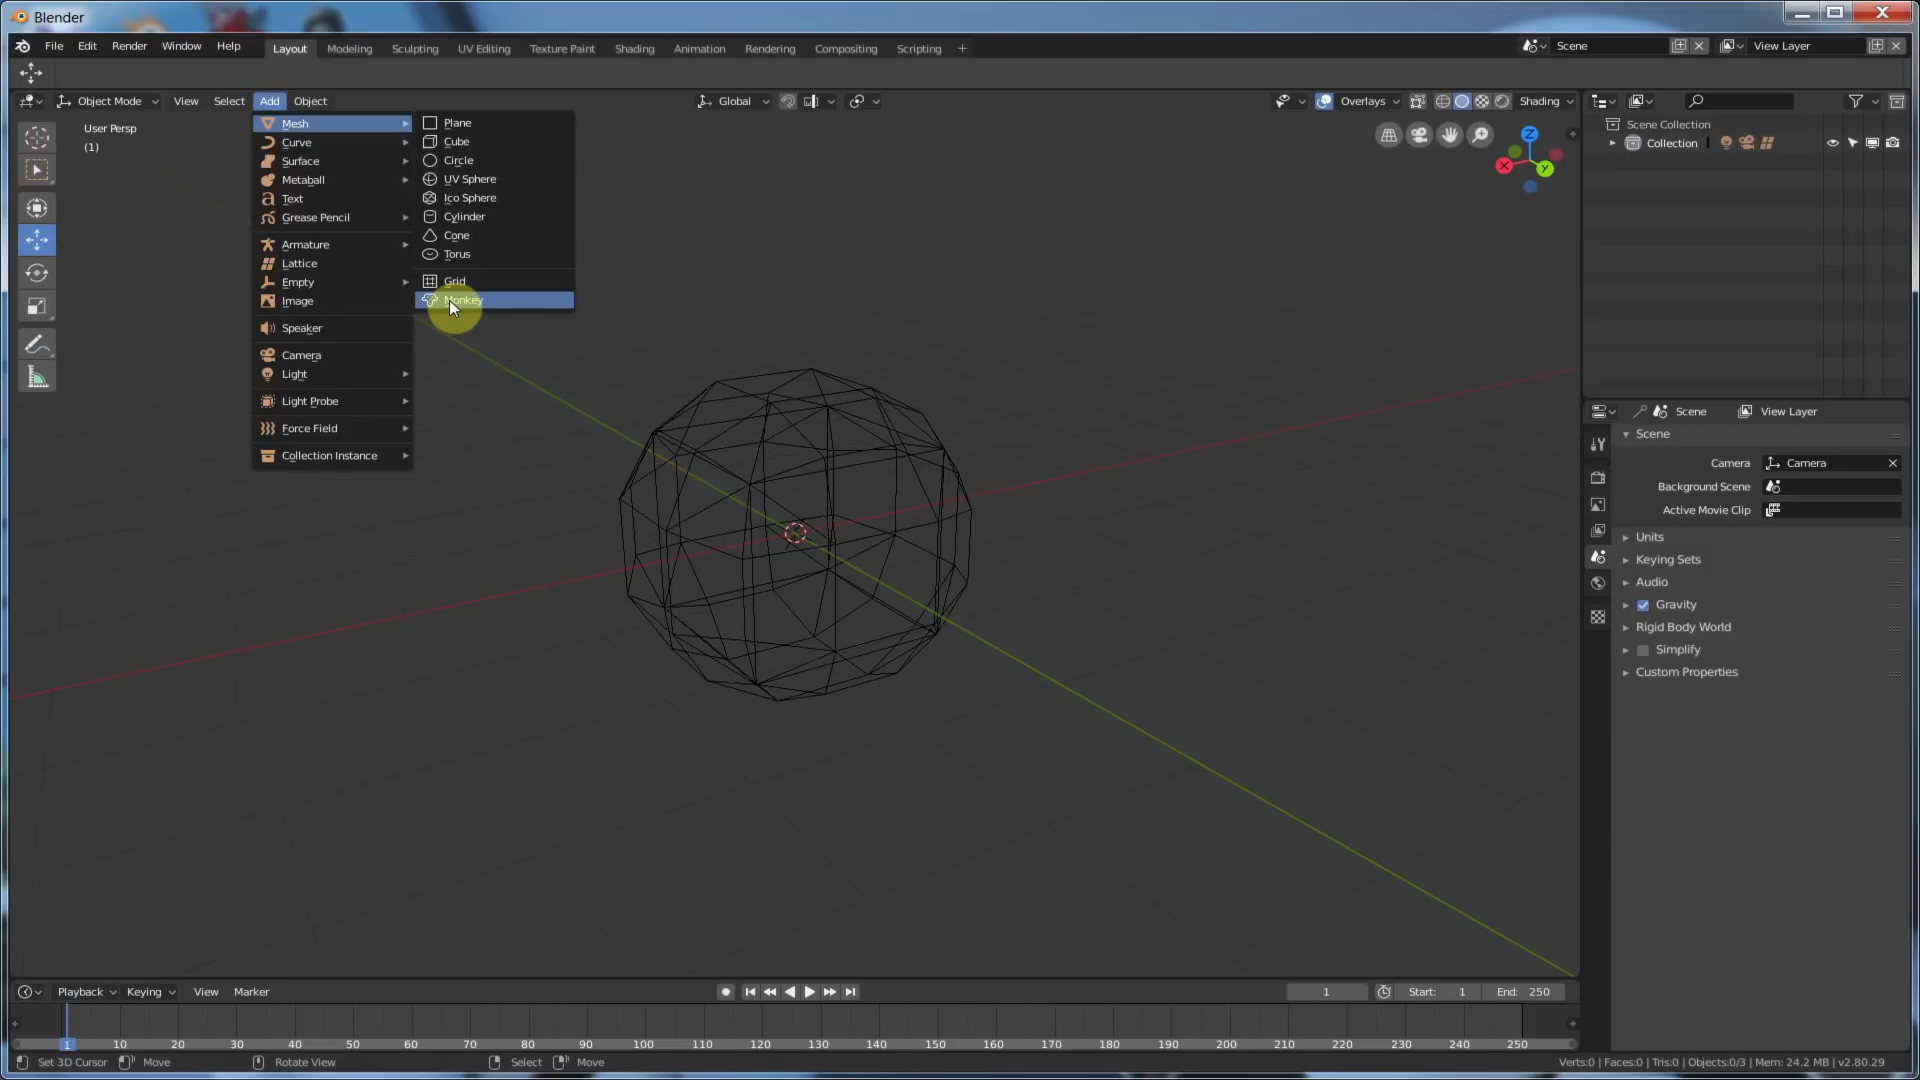 Blender
File Edit Render Window Help Layout Modeling Sculpting UV Editing Texture Paint Shading Animation Rendering Compositing Scripting + Scene View Layer
Object Mode View Select Add Object Global Overlays Shading
User Persp
(1)
Mesh
Curve
Surface
Metaball
Text
Grease Pencil
Armature
Lattice
Empty
Image
Speaker
Camera
Light
Light Probe
Force Field
Collection Instance
Plane
Cube
Circle
UV Sphere
Ico Sphere
Cylinder
Cone
Torus
Grid
Monkey
Z
X
Y
Scene Collection
Collection
Scene View Layer
Scene
Camera Camera
Background Scene
Active Movie Clip
Units
Keying Sets
Audio
Gravity
Rigid Body World
Simplify
Custom Properties
Playback Keying View Marker 1 Start: 1 End: 250
1 10 20 30 40 50 60 70 80 90 100 110 120 130 140 150 160 170 180 190 200 210 220 230 240 250
Set 3D Cursor Move Rotate View Select Move Verts:0 | Faces:0 | Tris:0 | Objects:0/3 | Mem: 24.2 MB | v2.80.29